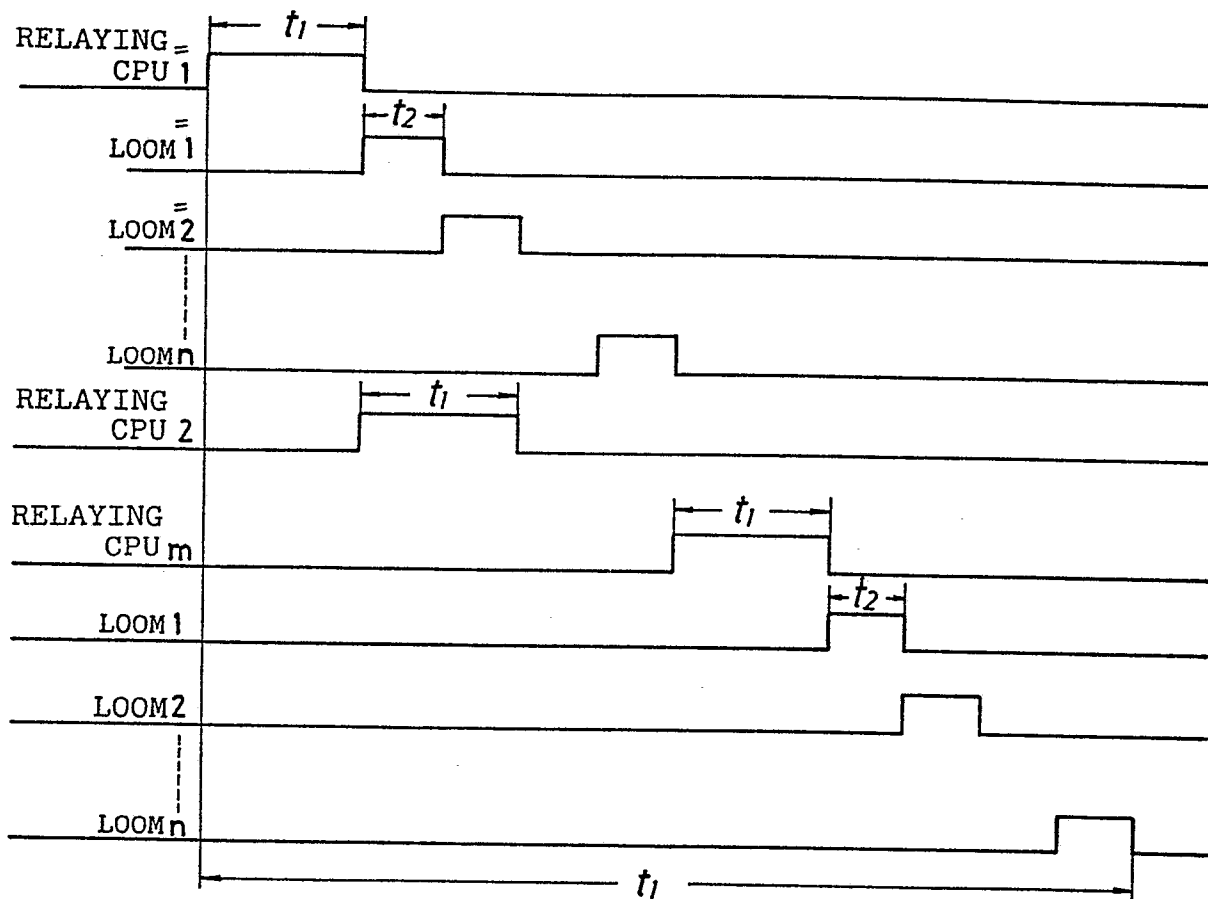 t1
RELAYING =
CPU 1
t2
=
LOOM 1
=
LOOM 2
LOOM n
t1
RELAYING
CPU 2
t1
RELAYING
CPU m
t2
LOOM 1
LOOM 2
LOOM n
t1